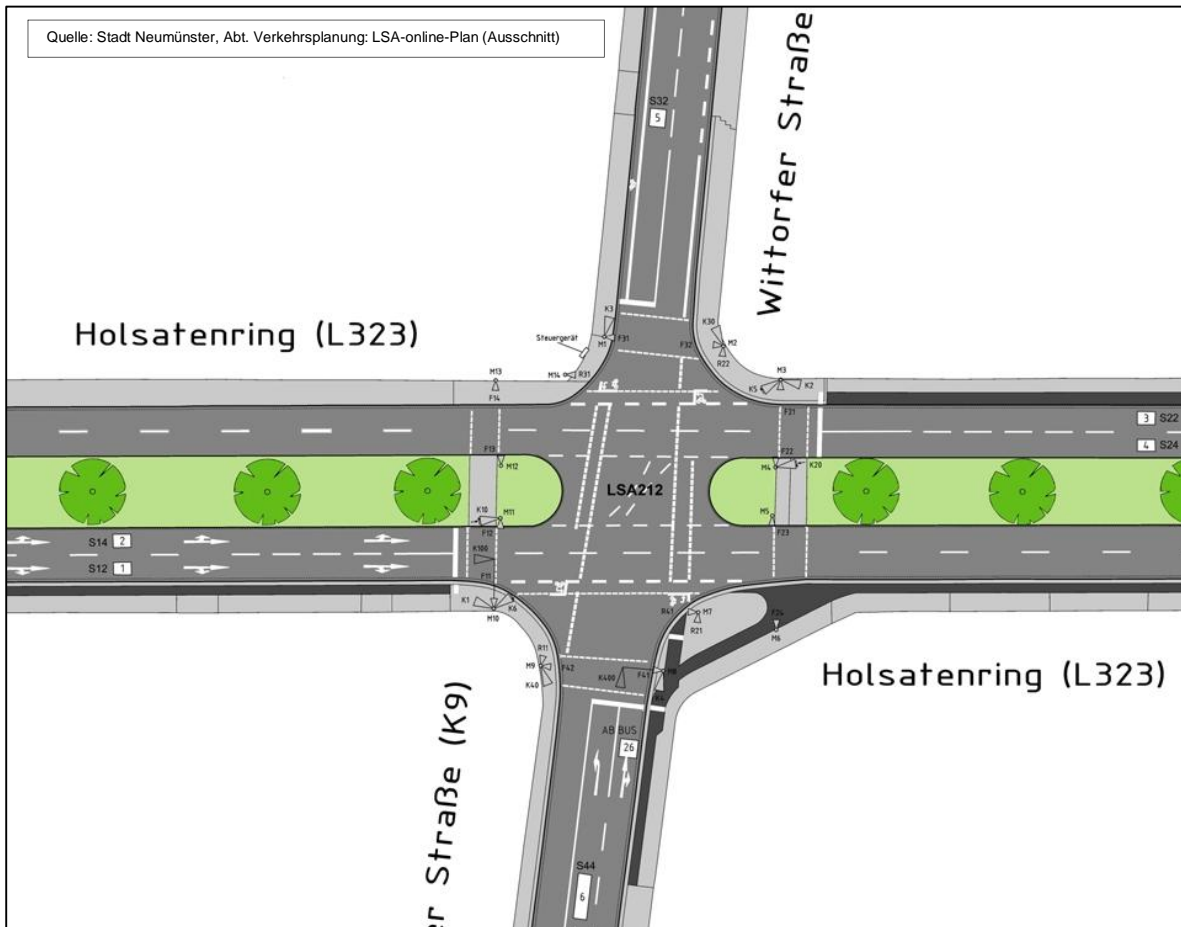 Quelle: Stadt Neumünster, Abt. Verkehrsplanung: LSA-online-Plan (Ausschnitt)
Wittorfer Straße
S32
5
Holsatenring (L323)
Steuergerät
K3
M1
F31
F32
K30
M2
R22
M14
R31
M13
F14
M3
K5
K2
F21
3 S22
4 S24
F13
M12
F22
M4
K20
LSA212
K10
M11
F12
M5
F23
S14 2
S12 1
K100
F11
K1
K6
M10
R41
M7
R21
F24
M6
R11
M9
F42
K40
K400
F41
M8
K4
Holsatenring (L323)
AB BUS
26
er Straße (K9)
S44
6